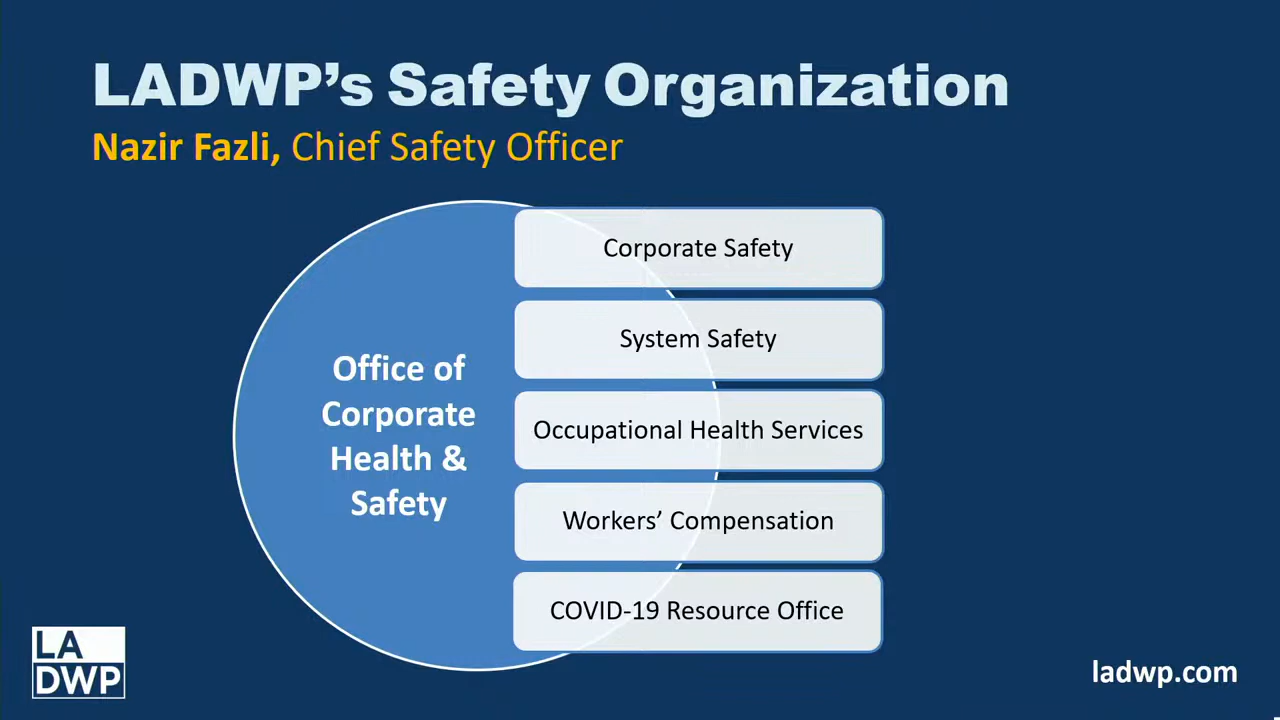 LADWP’s Safety Organization
Nazir Fazli, Chief Safety Officer
Office of
Corporate
Health &
Safety
Corporate Safety
System Safety
Occupational Health Services
Workers’ Compensation
COVID-19 Resource Office
LA
DWP
ladwp.com